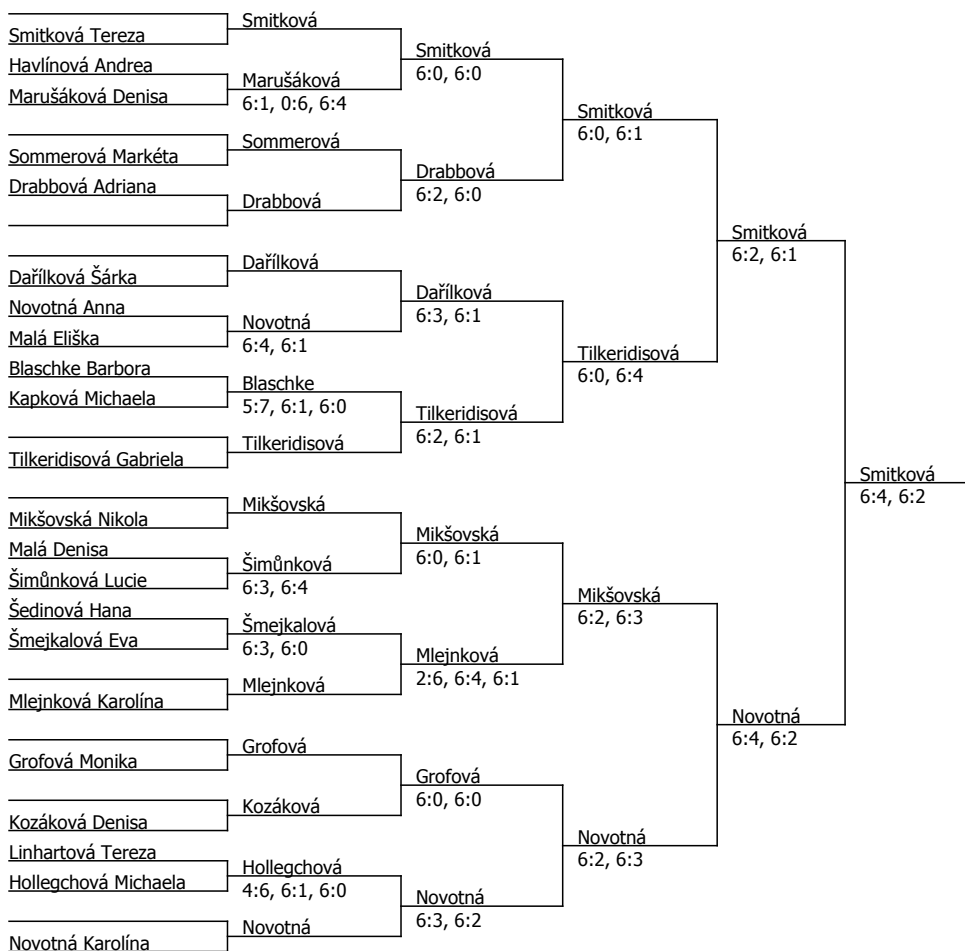 Smitková Tereza
Havlínová Andrea
Marušáková Denisa
Sommerová Markéta
Drabbová Adriana
Dařílková Šárka
Novotná Anna
Malá Eliška
Blaschke Barbora
Kapková Michaela
Tilkeridisová Gabriela
Mikšovská Nikola
Malá Denisa
Šimůnková Lucie
Šedinová Hana
Šmejkalová Eva
Mlejnková Karolína
Grofová Monika
Kozáková Denisa
Linhartová Tereza
Hollegchová Michaela
Novotná Karolína
Smitková
Marušáková
6:1, 0:6, 6:4
Sommerová
Drabbová
Dařílková
Novotná
6:4, 6:1
Blaschke
5:7, 6:1, 6:0
Tilkeridisová
Mikšovská
Šimůnková
6:3, 6:4
Šmejkalová
6:3, 6:0
Mlejnková
Grofová
Kozáková
Hollegchová
4:6, 6:1, 6:0
Novotná
Smitková
6:0, 6:0
Drabbová
6:2, 6:0
Dařílková
6:3, 6:1
Tilkeridisová
6:2, 6:1
Mikšovská
6:0, 6:1
Mlejnková
2:6, 6:4, 6:1
Grofová
6:0, 6:0
Novotná
6:3, 6:2
Smitková
6:0, 6:1
Tilkeridisová
6:0, 6:4
Mikšovská
6:2, 6:3
Novotná
6:2, 6:3
Smitková
6:2, 6:1
Novotná
6:4, 6:2
Smitková
6:4, 6:2